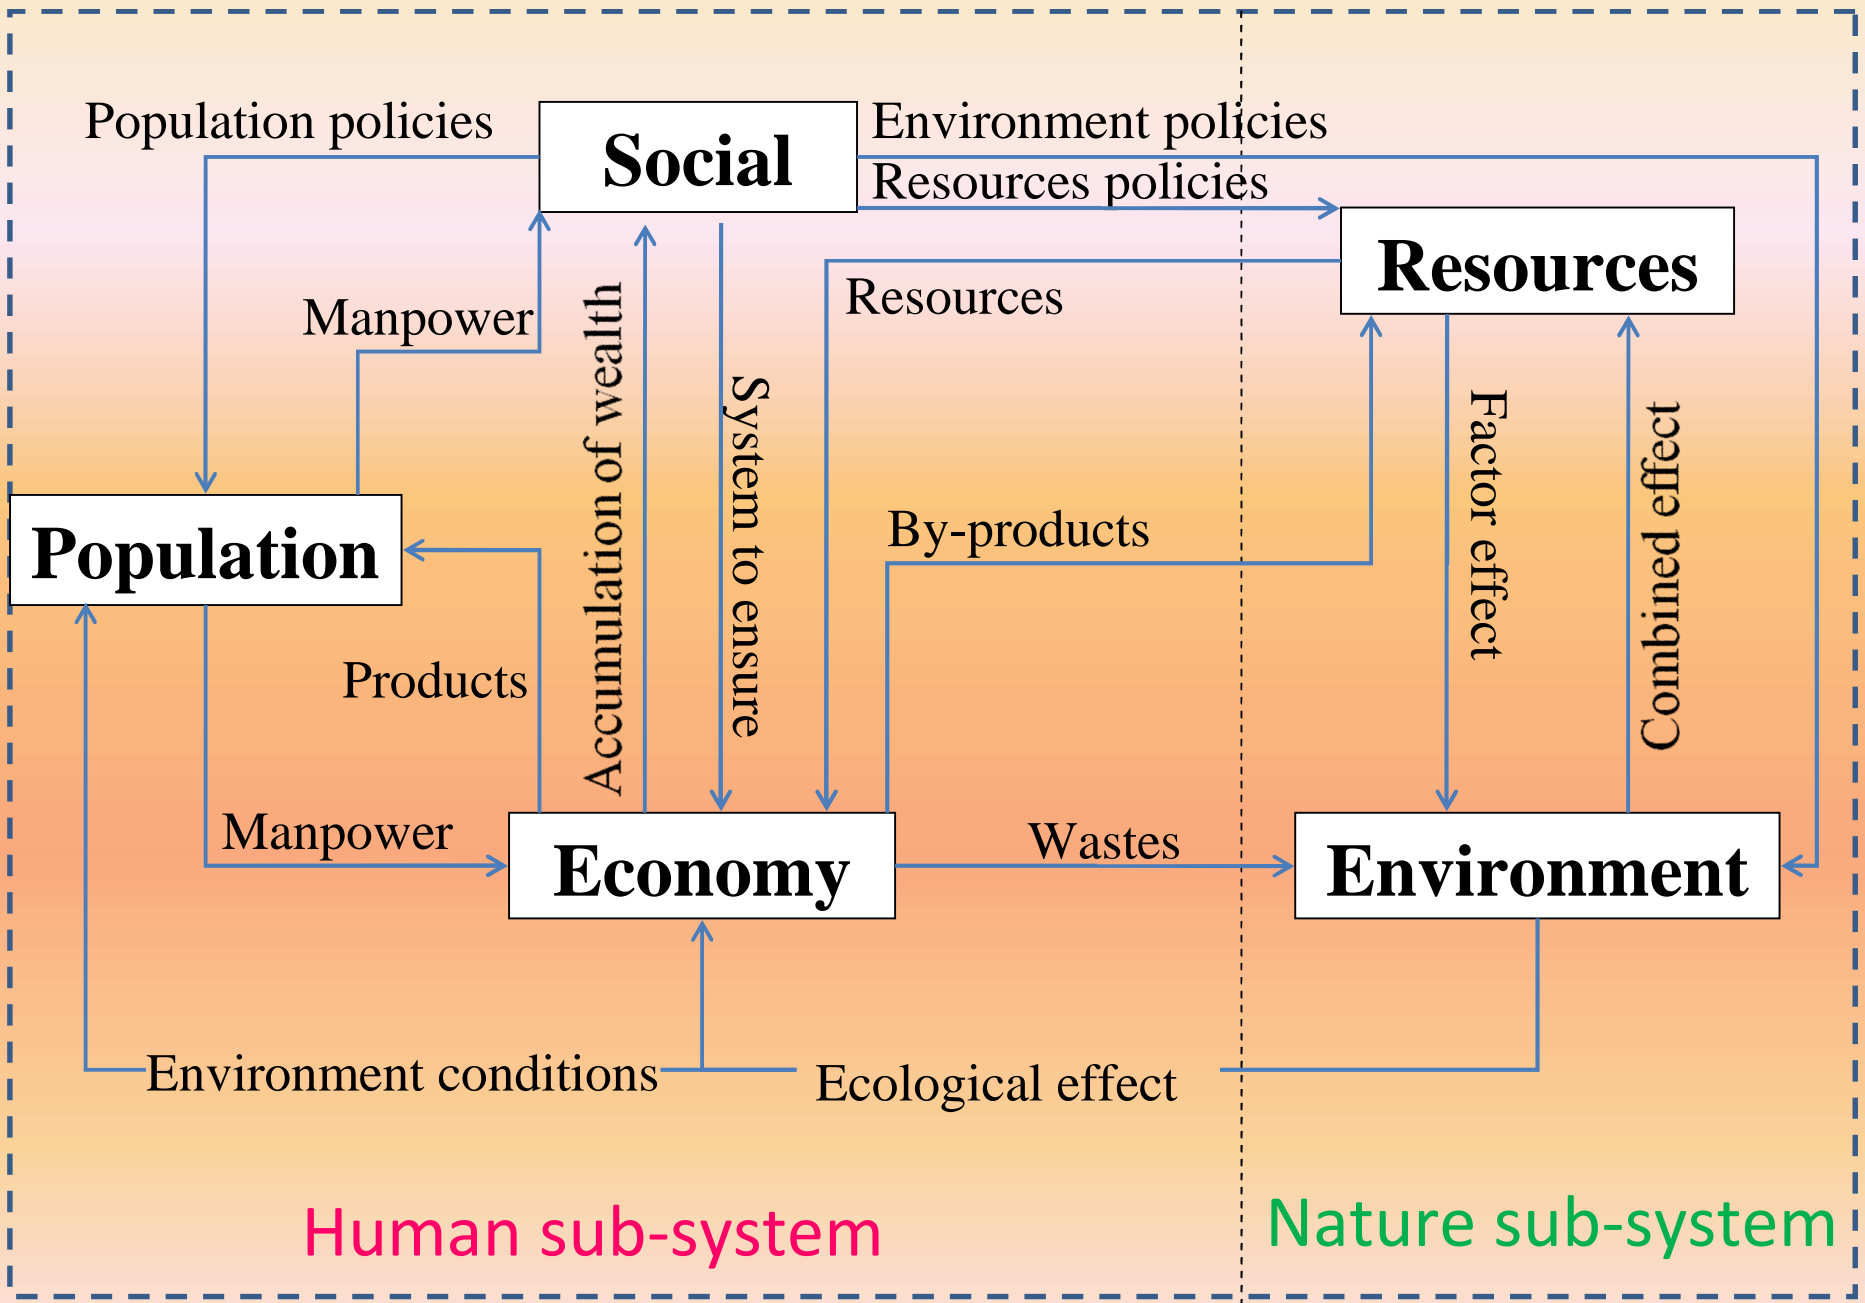 Population policies
Social
Environment policies
Resources policies
Resources
Manpower
Resources
Accumulation of wealth
System to ensure
Factor effect
Combined effect
Population
By-products
Products
Manpower
Economy
Wastes
Environment
Environment conditions
Ecological effect
Human sub-system
Nature sub-system